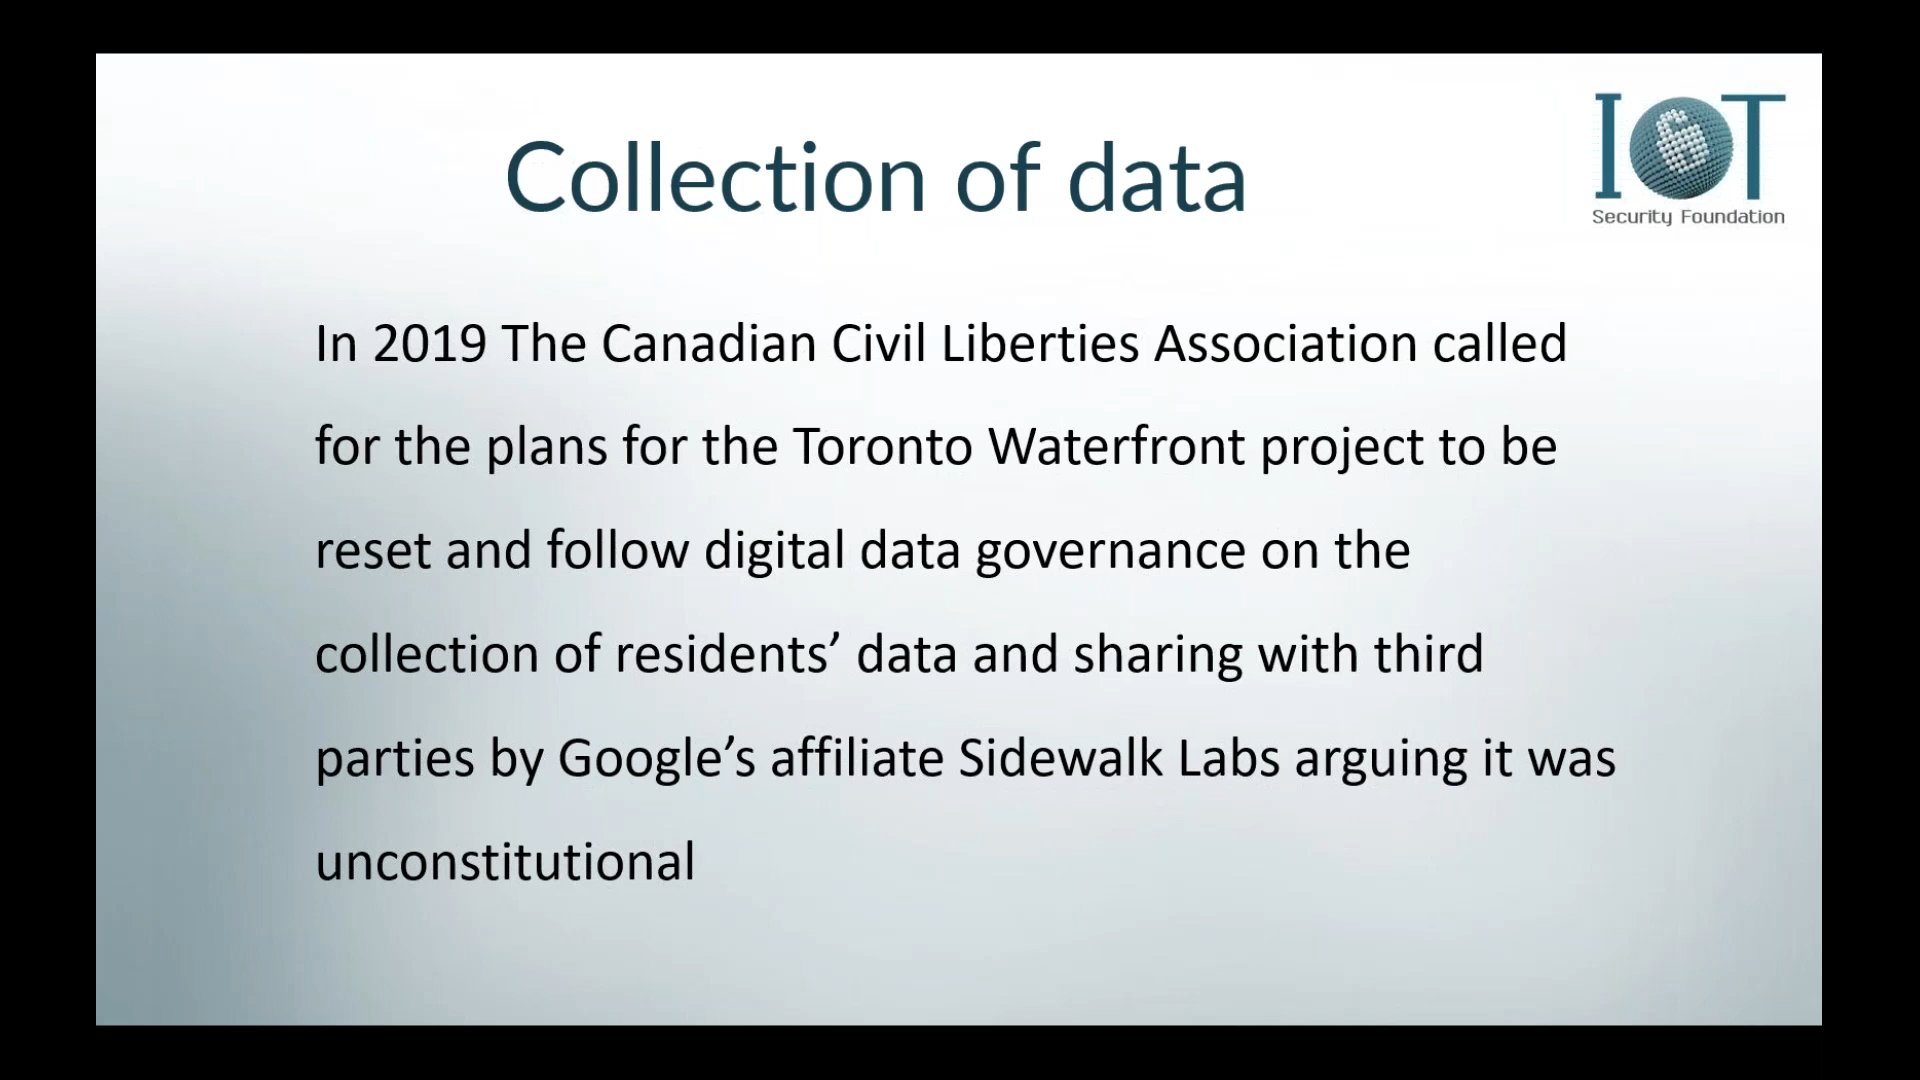 Collection of data
IOT
Security Foundation
In 2019 The Canadian Civil Liberties Association called
for the plans for the Toronto Waterfront project to be
reset and follow digital data governance on the
collection of residents’ data and sharing with third
parties by Google’s affiliate Sidewalk Labs arguing it was
unconstitutional